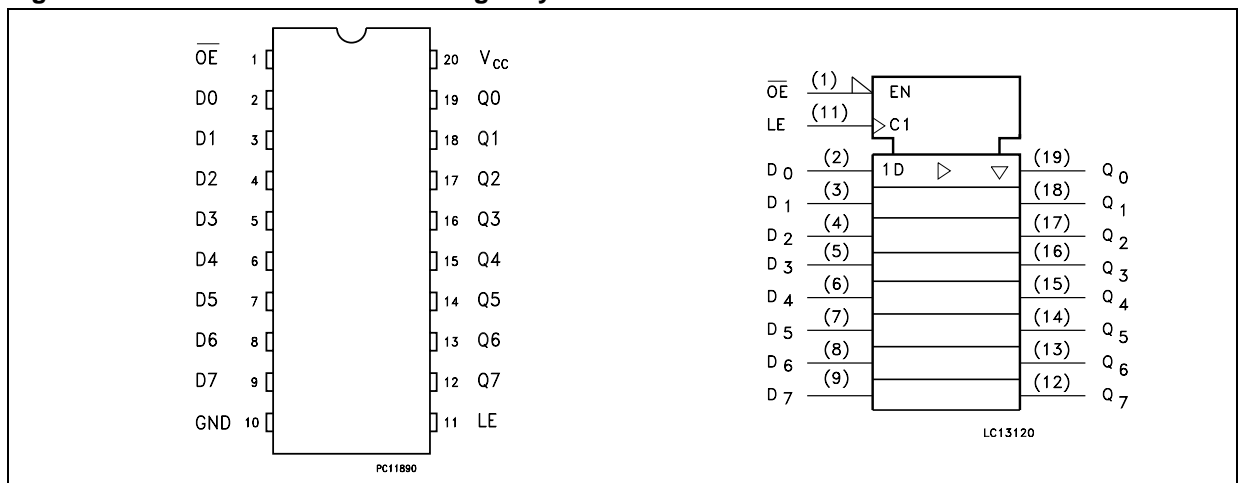 OE 1 20 VCC
D0 2 19 Q0
D1 3 18 Q1
D2 4 17 Q2
D3 5 16 Q3
D4 6 15 Q4
D5 7 14 Q5
D6 8 13 Q6
D7 9 12 Q7
GND 10 11 LE
PC11890
OE (1) EN
LE (11) C1
D0 (2) 1D (19) Q0
D1 (3) (18) Q1
D2 (4) (17) Q2
D3 (5) (16) Q3
D4 (6) (15) Q4
D5 (7) (14) Q5
D6 (8) (13) Q6
D7 (9) (12) Q7
LC13120